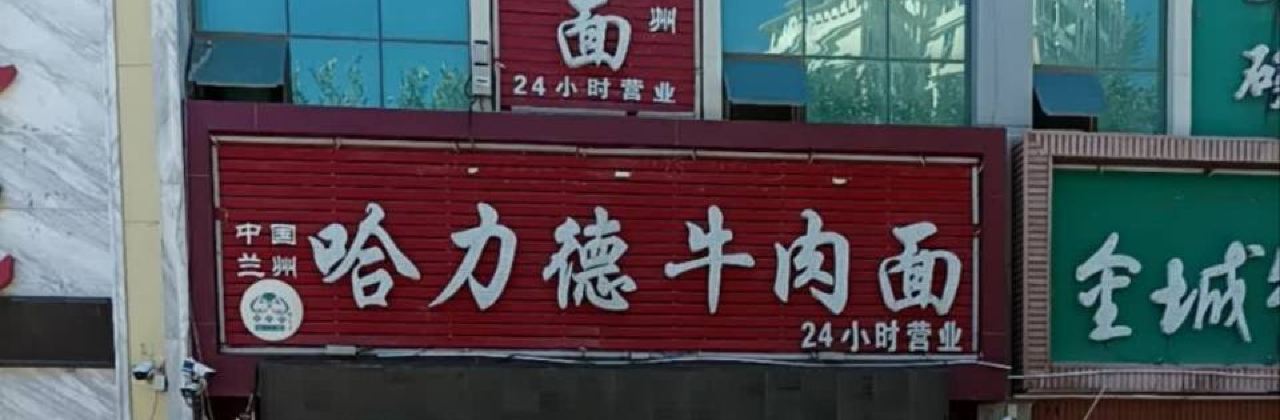 面
州
24小时营业
中国
兰州
哈力德牛肉面
24小时营业
金城